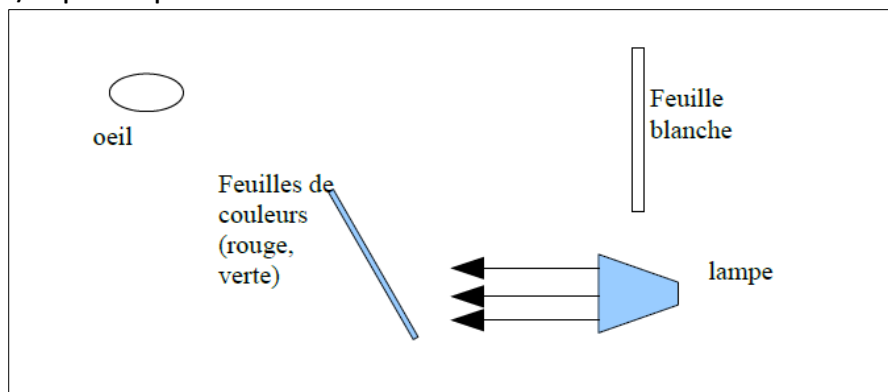 oeil
Feuille
blanche
Feuilles de
couleurs
(rouge,
verte)
lampe